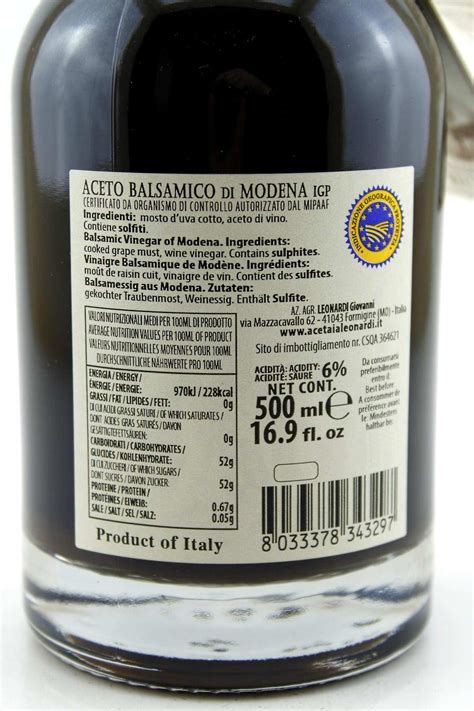 ACETO BALSAMICO DI MODENA IGP
CERTIFICATO DA ORGANISMO DI CONTROLLO AUTORIZZATO DAL MIPAAF
Ingredienti: mosto d'uva cotto, aceto di vino.
Contiene solfiti.
Balsamic Vinegar of Modena. Ingredients:
cooked grape must, wine vinegar. Contains sulphites.
Vinaigre Balsamique de Modène. Ingrédients:
moût de raisin cuit, vinaigre de vin. Contient des sulfites.
Balsamessig aus Modena. Zutaten:
gekochter Traubenmost, Weinessig. Enthält Sulfite.
INDICAZIONE GEOGRAFICA PROTETTA
AZ. AGR. LEONARDI Giovanni
via Mazzacavallo 62 - 41043 Formigine (MO) - Italia
www.acetaialeonardi.it
Sito di imbottigliamento nr. CSQA 364621
VALORI NUTRIZIONALI MEDI PER 100ML DI PRODOTTO
AVERAGE NUTRITION VALUES PER 100ML OF PRODUCT
VALEURS NUTRITIONNELLES MOYENNES POUR 100ML
DURCHSCHNITTLICHE NÄHRWERTE PRO 100ML
ENERGIA / ENERGY /
ENERGIE / ENERGIE: 970kJ / 228kcal
GRASSI / FAT / LIPIDES / FETT: 0g
DI CUI ACIDI GRASSI SATURI / OF WHICH SATURATES /
DONT ACIDES GRAS SATURÉS / DAVON
GESÄTTIGTEFETTSÄUREN: 0g
CARBOIDRATI / CARBOHYDRATES /
GLUCIDES / KOHLENHYDRATE: 52g
DI CUI ZUCCHERI / OF WHICH SUGARS /
DONT SUCRES / DAVON ZUCKER: 52g
PROTEINE / PROTEIN /
PROTÉINES / EIWEIß: 0.67g
SALE / SALT / SEL / SALZ: 0.05g
ACIDITÀ: ACIDITY: 6%
ACIDITÉ: SÄURE
NET CONT.
500 ml e
16.9 fl. oz
Da consumarsi
preferibilmente
entro il:
Best before
A consommer de
préférence avant
le: Mindestens
haltbar bis:
Product of Italy
8 033378 343297